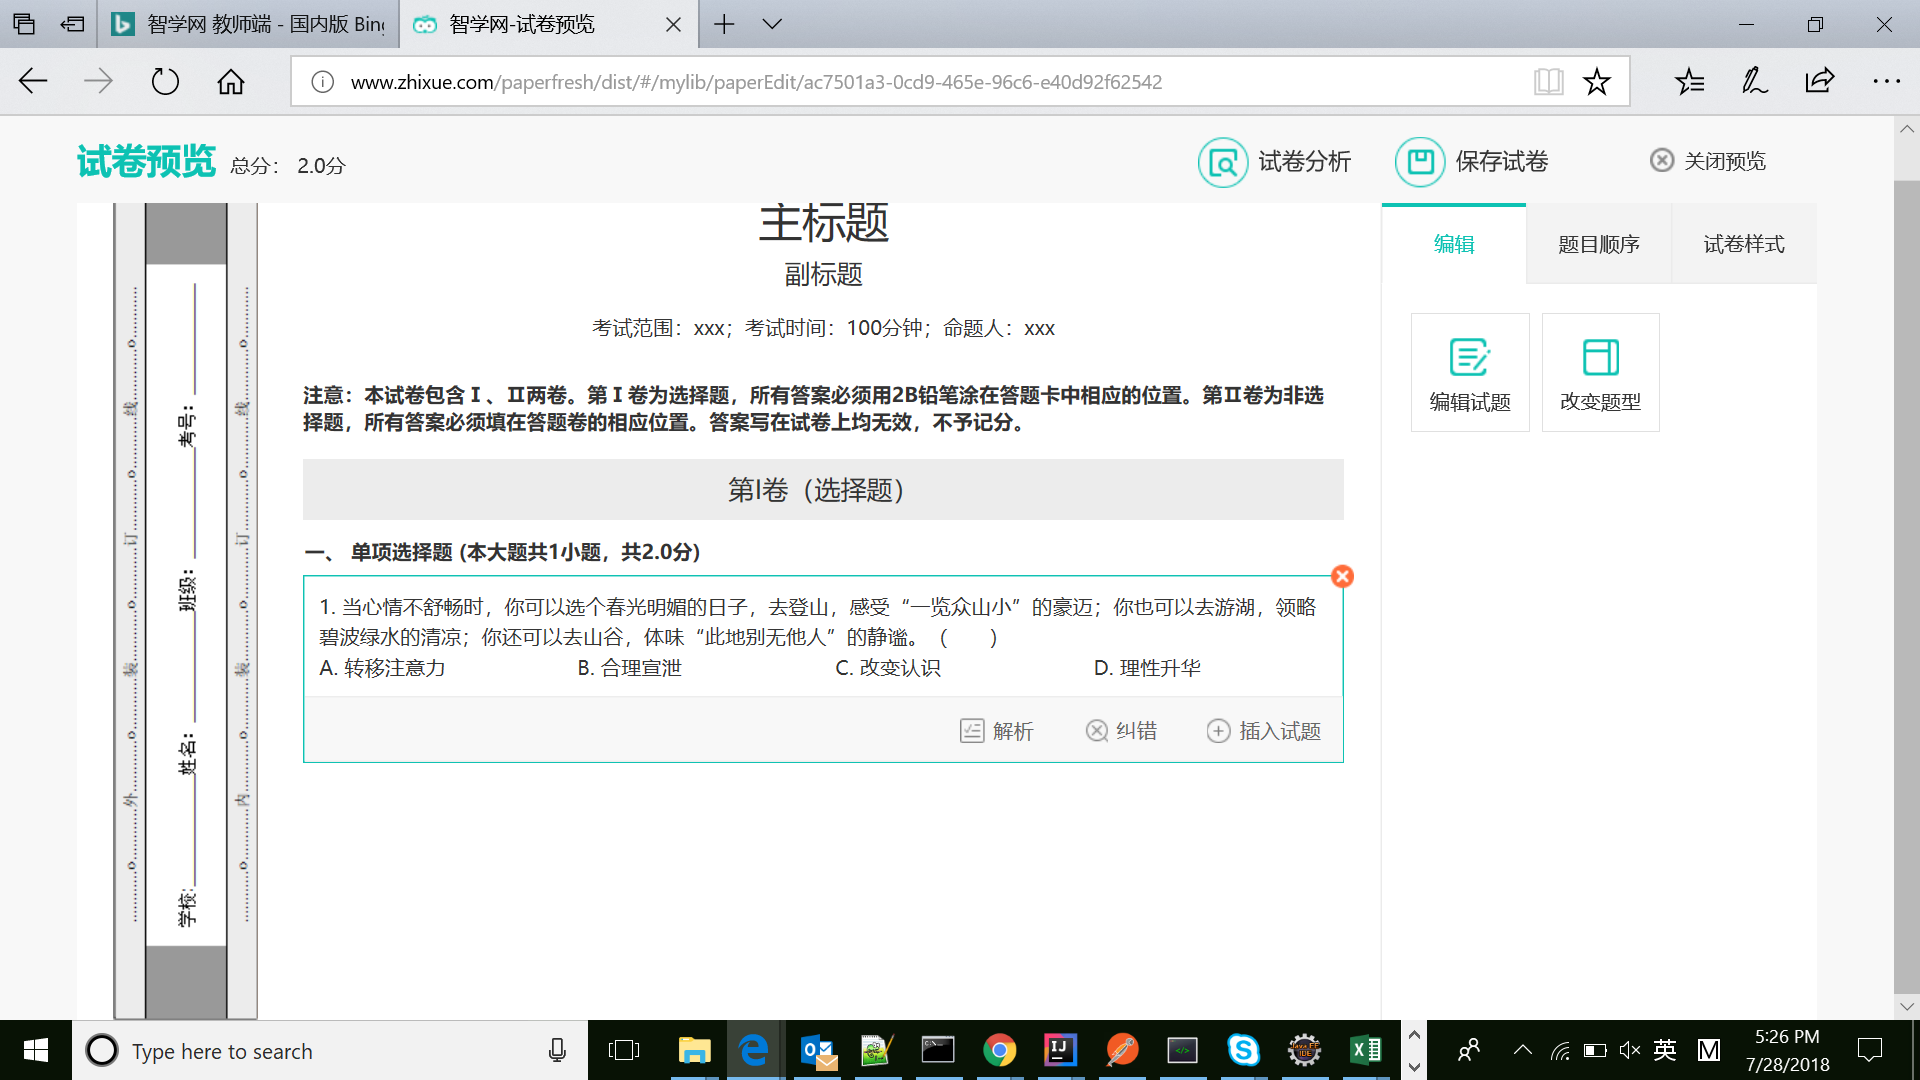 智学网 教师端 - 国内版 Bing
智学网-试卷预览
www.zhixue.com/paperfresh/dist/#/mylib/paperEdit/ac7501a3-0cd9-465e-96c6-e40d92f62542
试卷预览 总分： 2.0分
试卷分析
保存试卷
关闭预览
主标题
副标题
考试范围：xxx；考试时间：100分钟；命题人：xxx
注意：本试卷包含Ⅰ、Ⅱ两卷。第Ⅰ卷为选择题，所有答案必须用2B铅笔涂在答题卡中相应的位置。第Ⅱ卷为非选
择题，所有答案必须填在答题卷的相应位置。答案写在试卷上均无效，不予记分。
第I卷（选择题）
一、 单项选择题 (本大题共1小题，共2.0分)
1. 当心情不舒畅时，你可以选个春光明媚的日子，去登山，感受“一览众山小”的豪迈；你也可以去游湖，领略
碧波绿水的清凉；你还可以去山谷，体味“此地别无他人”的静谧。（　　）
A. 转移注意力 B. 合理宣泄 C. 改变认识 D. 理性升华
解析 纠错 插入试题
编辑 题目顺序 试卷样式
编辑试题 改变题型
外 装 订 线
学校: 姓名: 班级: 考号:
内 装 订 线
Type here to search
英
M
5:26 PM
7/28/2018